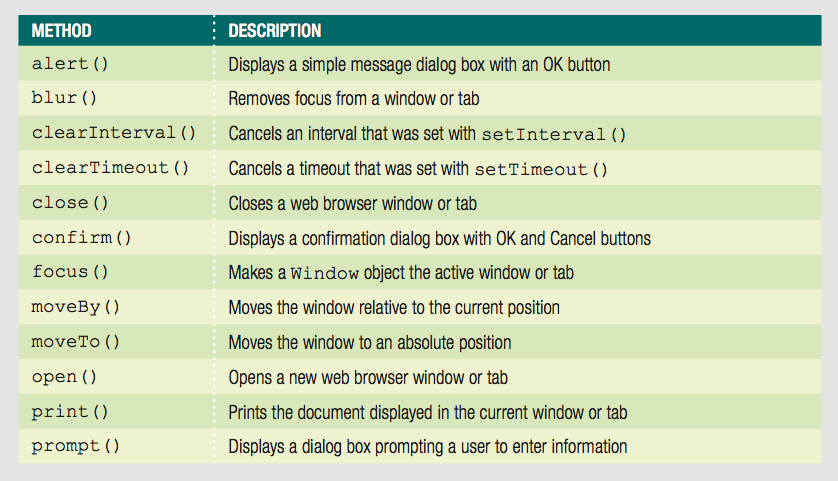 METHOD DESCRIPTION
alert() Displays a simple message dialog box with an OK button
blur() Removes focus from a window or tab
clearInterval() Cancels an interval that was set with setInterval()
clearTimeout() Cancels a timeout that was set with setTimeout()
close() Closes a web browser window or tab
confirm() Displays a confirmation dialog box with OK and Cancel buttons
focus() Makes a Window object the active window or tab
moveBy() Moves the window relative to the current position
moveTo() Moves the window to an absolute position
open() Opens a new web browser window or tab
print() Prints the document displayed in the current window or tab
prompt() Displays a dialog box prompting a user to enter information